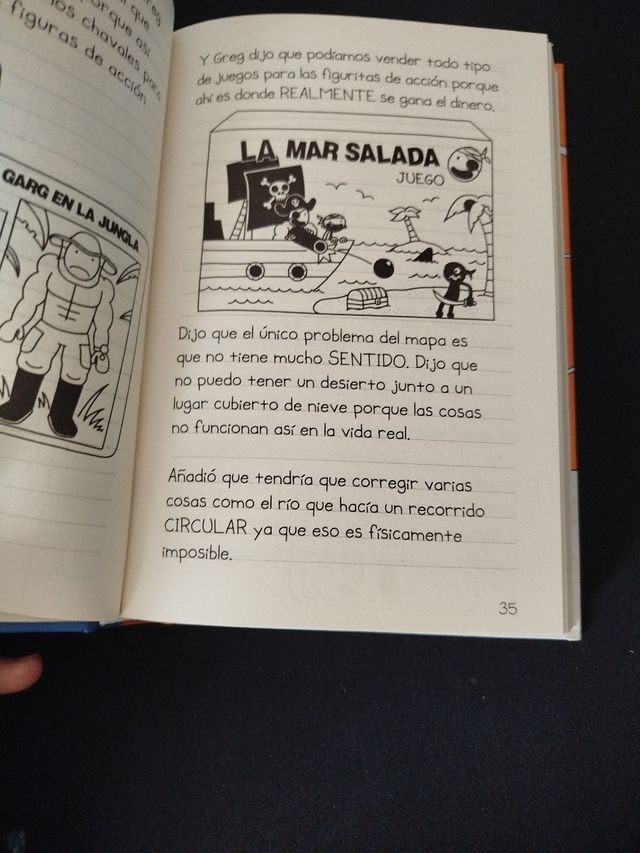 los chavales para
figuras de acción
GARG EN LA JUNGLA
Y Greg dijo que podíamos vender todo tipo
de juegos para las figuritas de acción porque
ahí es donde REALMENTE se gana el dinero.
LA MAR SALADA
JUEGO
Dijo que el único problema del mapa es
que no tiene mucho SENTIDO. Dijo que
no puedo tener un desierto junto a un
lugar cubierto de nieve porque las cosas
no funcionan así en la vida real.
Añadió que tendría que corregir varias
cosas como el río que hacía un recorrido
CIRCULAR ya que eso es físicamente
imposible.
35